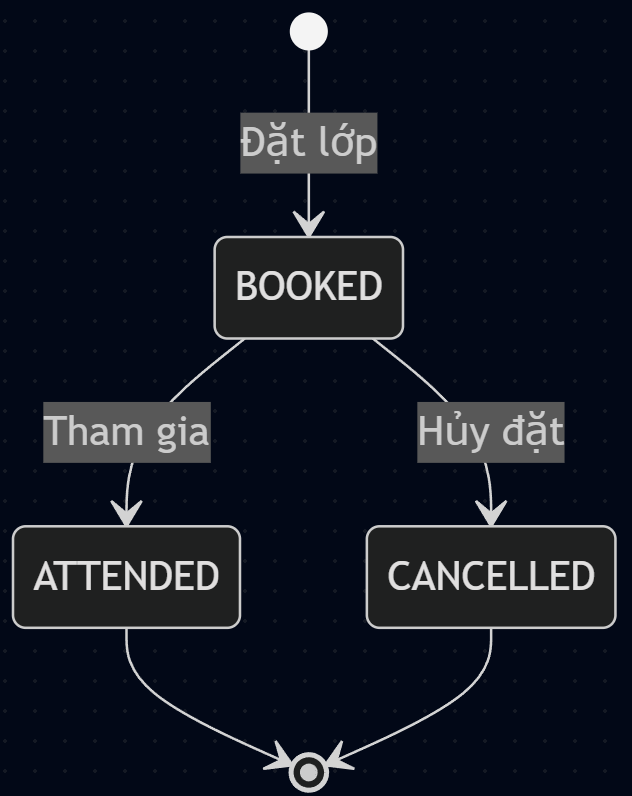 Đặt lớp
BOOKED
Tham gia
Hủy đặt
ATTENDED
CANCELLED